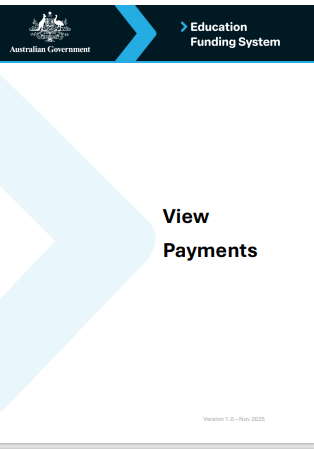 Australian Government
Education
Funding System
View
Payments
Version 1.0 – Nov 2025